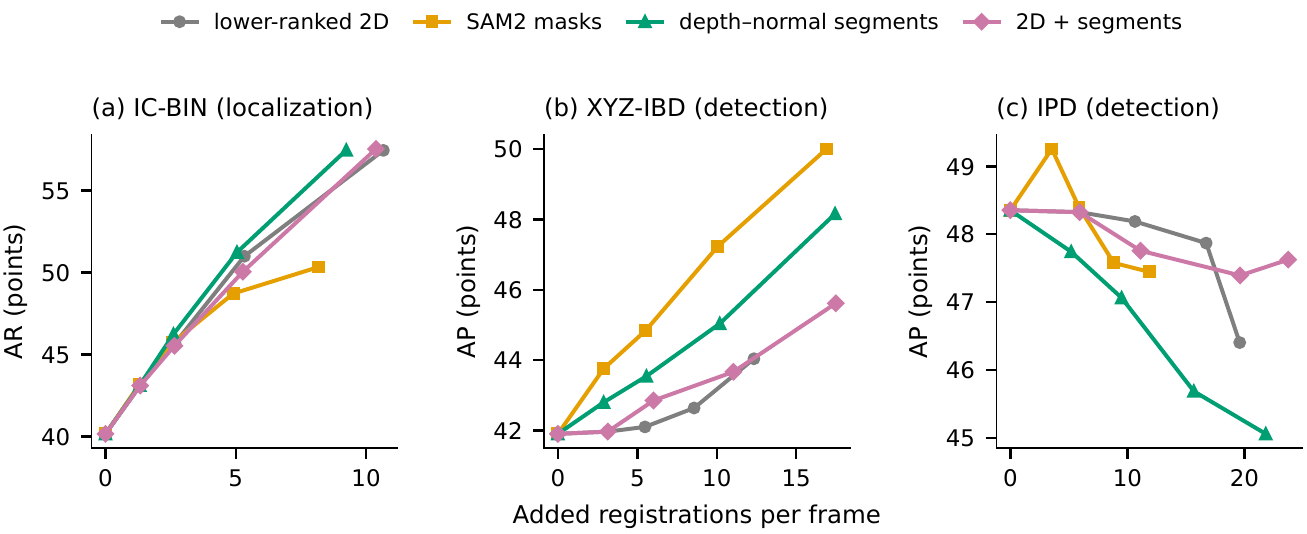 lower-ranked 2D SAM2 masks depth–normal segments 2D + segments
(a) IC-BIN (localization) (b) XYZ-IBD (detection) (c) IPD (detection)
AR (points)
55
50
45
40
0 5 10
AP (points)
50
48
46
44
42
0 5 10 15
AP (points)
49
48
47
46
45
0 10 20
Added registrations per frame